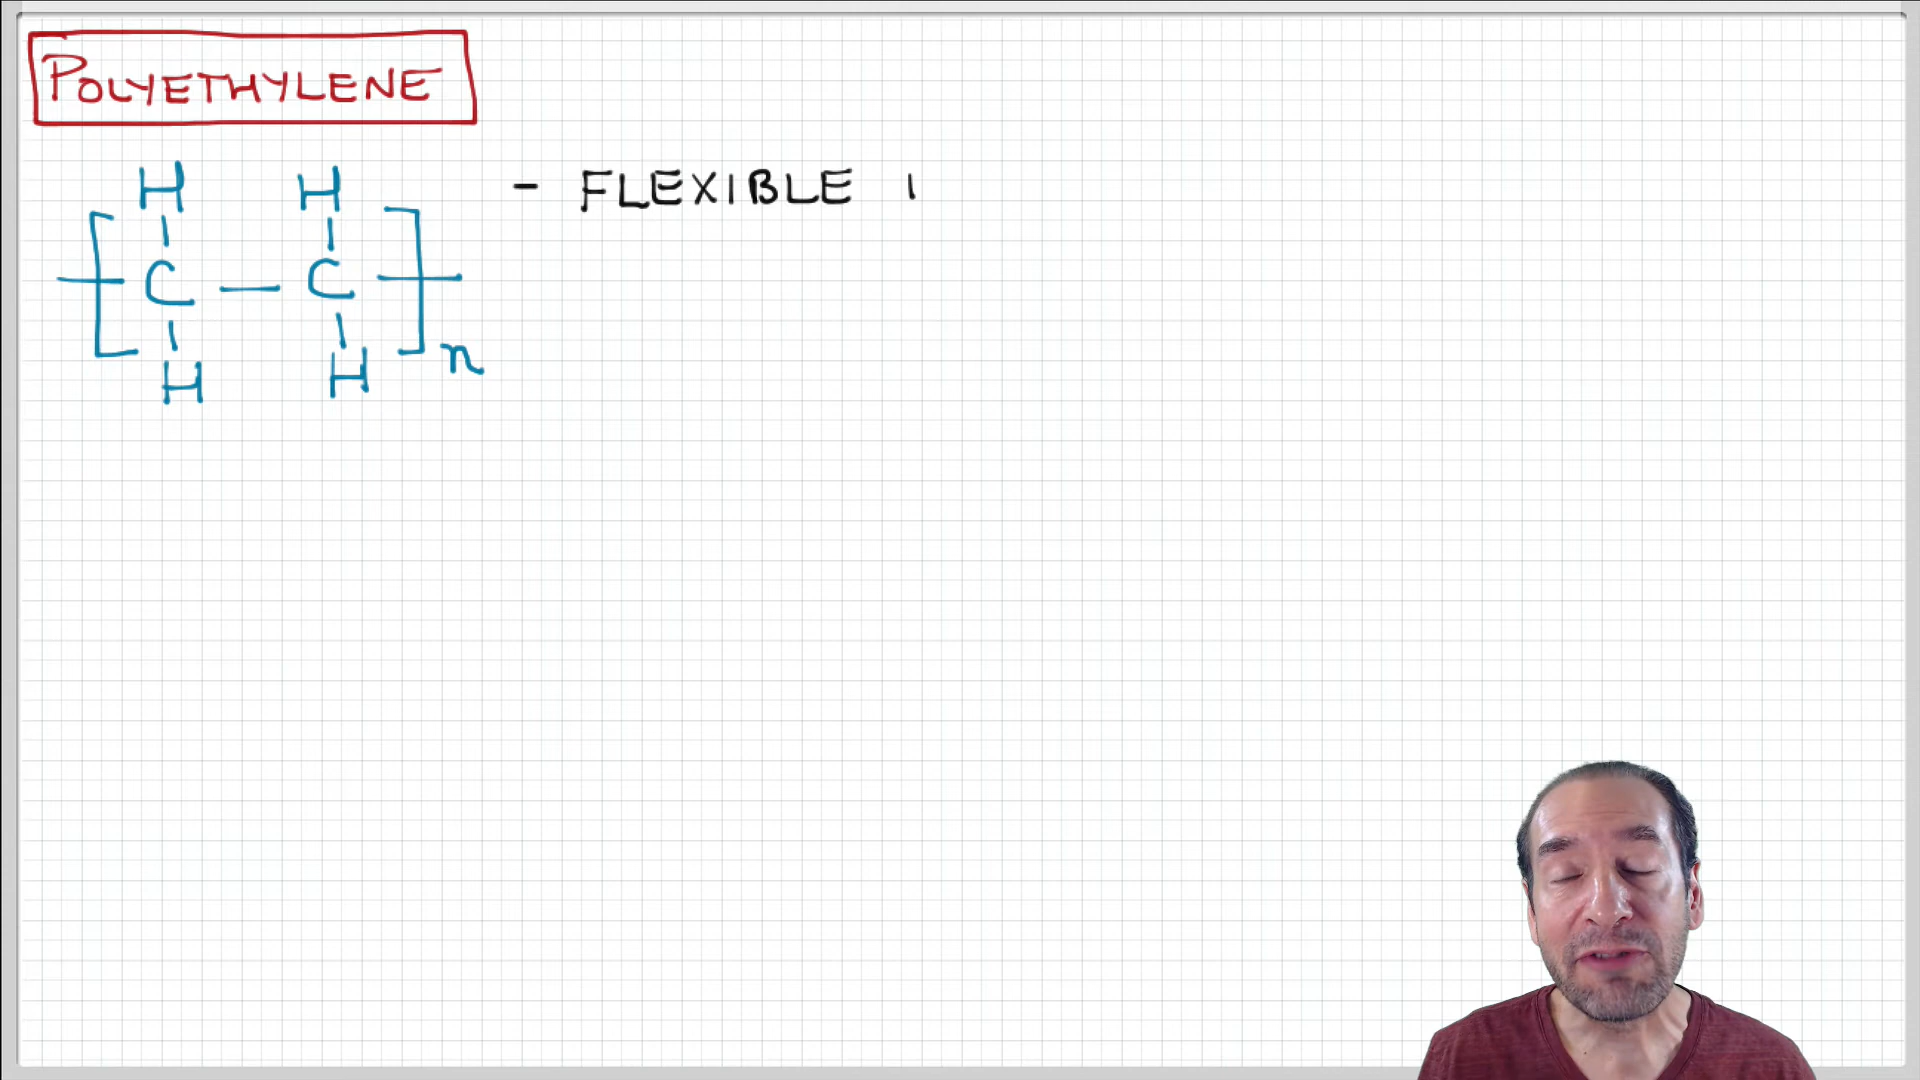 POLYETHYLENE
H H - FLEXIBLE I
C — C
n
H H